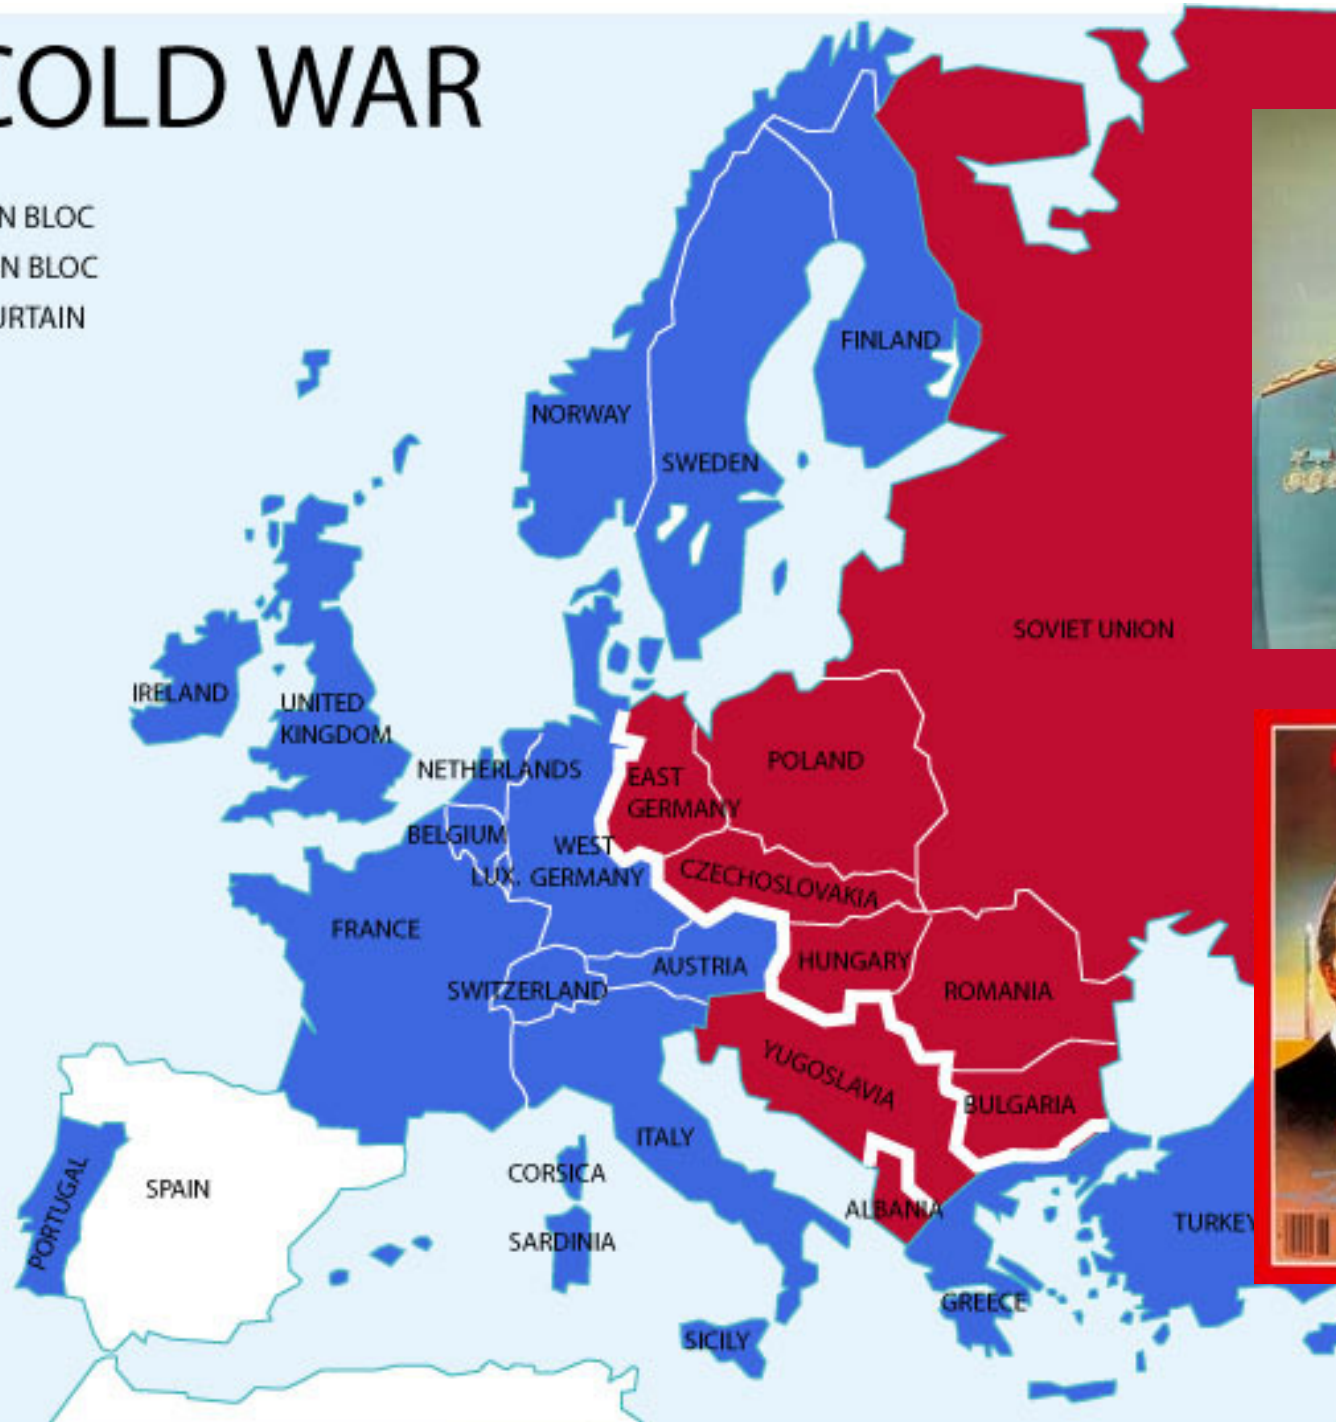 COLD WAR
N BLOC
N BLOC
URTAIN
FINLAND
NORWAY
SWEDEN
SOVIET UNION
IRELAND
UNITED
KINGDOM
NETHERLANDS
EAST
GERMANY
POLAND
BELGIUM
WEST
GERMANY
LUX.
CZECHOSLOVAKIA
FRANCE
AUSTRIA
HUNGARY
SWITZERLAND
ROMANIA
YUGOSLAVIA
BULGARIA
ITALY
CORSICA
SPAIN
PORTUGAL
ALBANIA
SARDINIA
TURKEY
GREECE
SICILY